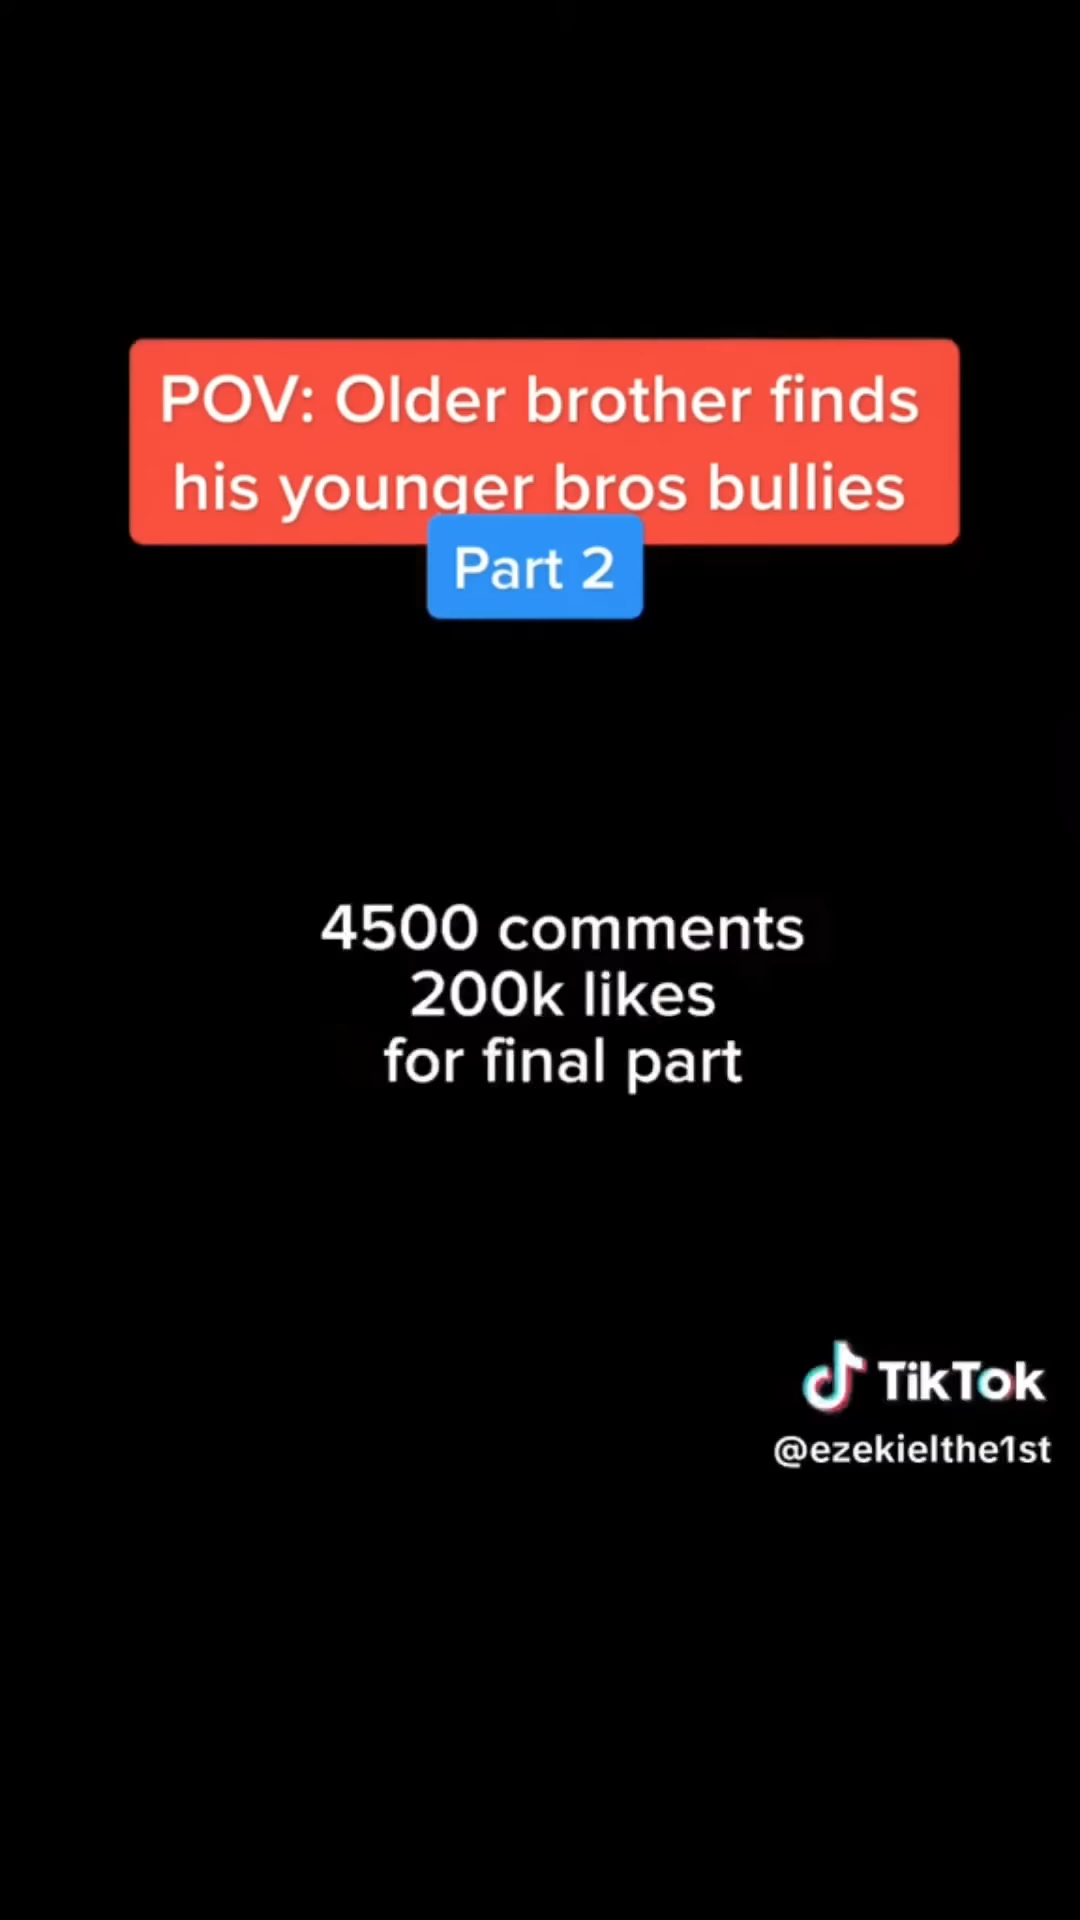 POV: Older brother finds
his younger bros bullies
Part 2
4500 comments
200k likes
for final part
TikTok
@ezekielthe1st